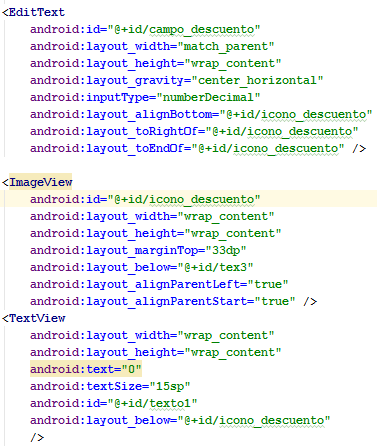 <EditText
android:id="@+id/campo_descuento"
android:layout_width="match_parent"
android:layout_height="wrap_content"
android:layout_gravity="center_horizontal"
android:inputType="numberDecimal"
android:layout_alignBottom="@+id/icono_descuento"
android:layout_toRightOf="@+id/icono_descuento"
android:layout_toEndOf="@+id/icono_descuento" />
<ImageView
android:id="@+id/icono_descuento"
android:layout_width="wrap_content"
android:layout_height="wrap_content"
android:layout_marginTop="33dp"
android:layout_below="@+id/tex3"
android:layout_alignParentLeft="true"
android:layout_alignParentStart="true" />
<TextView
android:layout_width="wrap_content"
android:layout_height="wrap_content"
android:text="0"
android:textSize="15sp"
android:id="@+id/texto1"
android:layout_below="@+id/icono_descuento"
/>